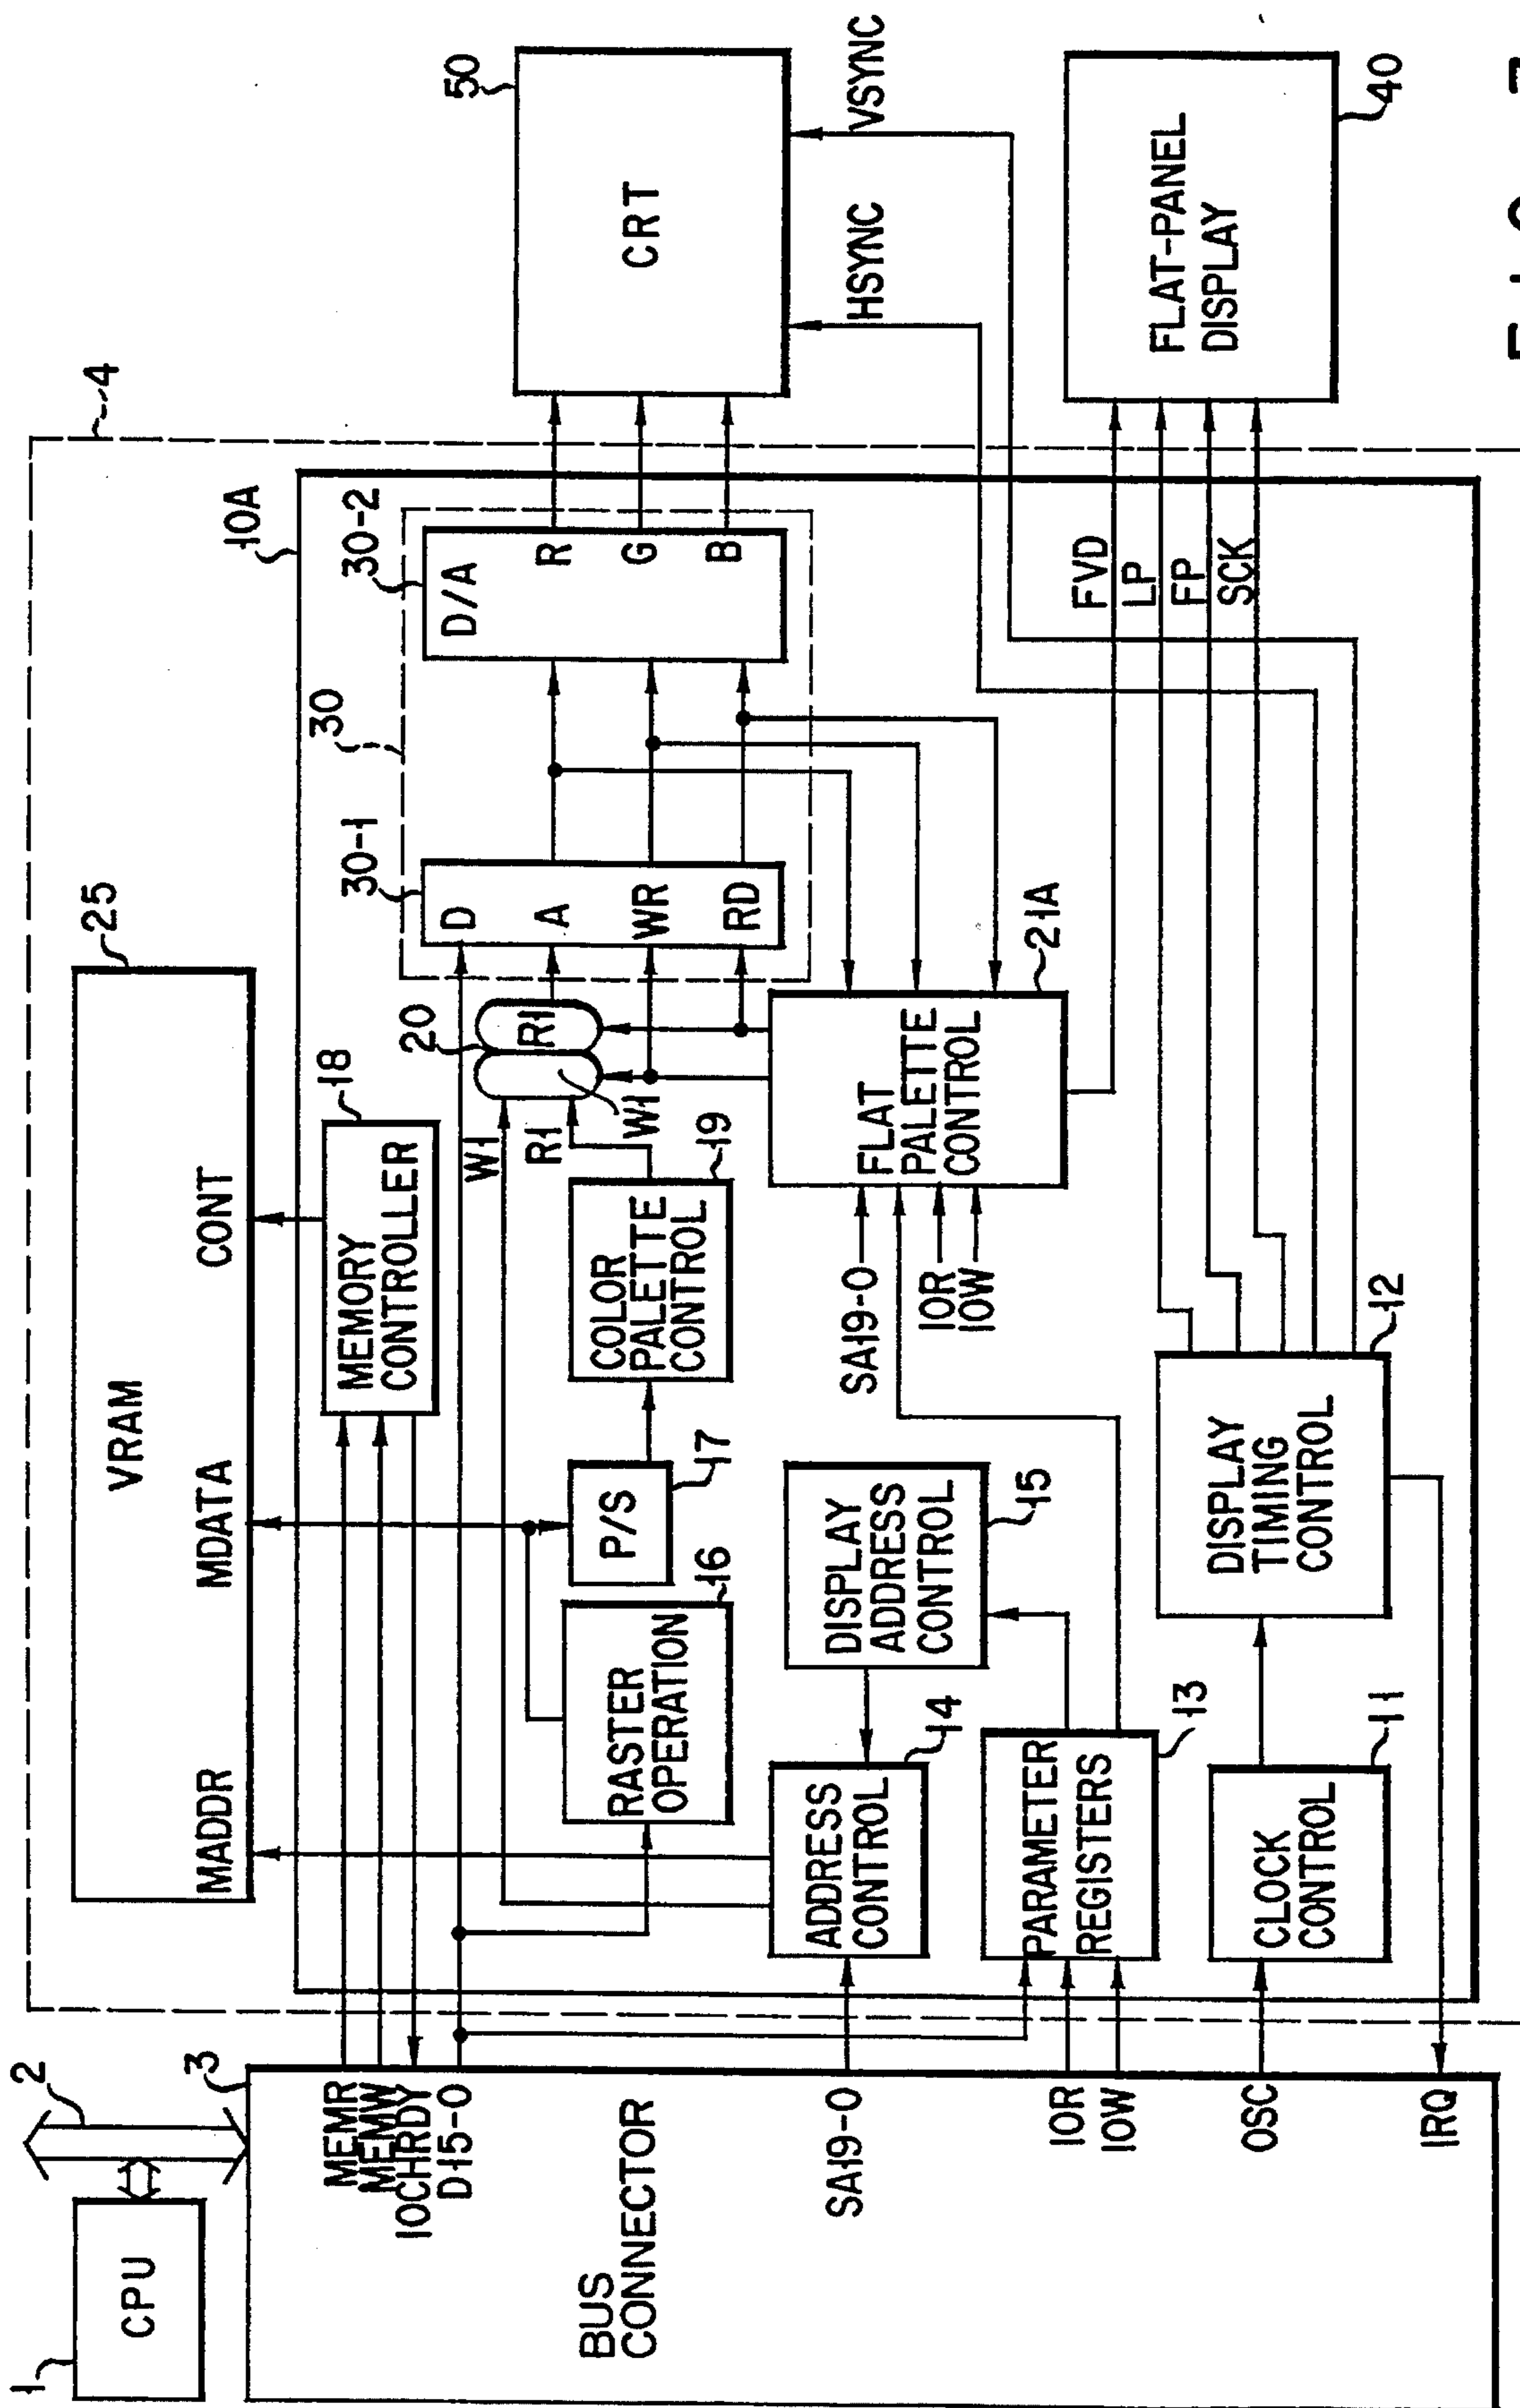 1
CPU
2
3
BUS
CONNECTOR
MEMR
MEMW
IOCHRDY
D15-0
SA19-0
IOR
IOW
OSC
IRQ
4
10A
25
VRAM
MADDR
MDATA
CONT
18
MEMORY
CONTROLLER
RASTER
OPERATION
16
P/S
17
COLOR
PALETTE
CONTROL
19
W1
R1
20
R1
W1
30
30-1
D
A
WR
RD
30-2
D/A
R
G
B
ADDRESS
CONTROL
14
DISPLAY
ADDRESS
CONTROL
15
SA19-0
IOR
IOW
FLAT
PALETTE
CONTROL
21A
PARAMETER
REGISTERS
13
CLOCK
CONTROL
11
DISPLAY
TIMING
CONTROL
12
FVD
LP
FP
SCK
50
CRT
HSYNC
VSYNC
FLAT-PANEL
DISPLAY
40